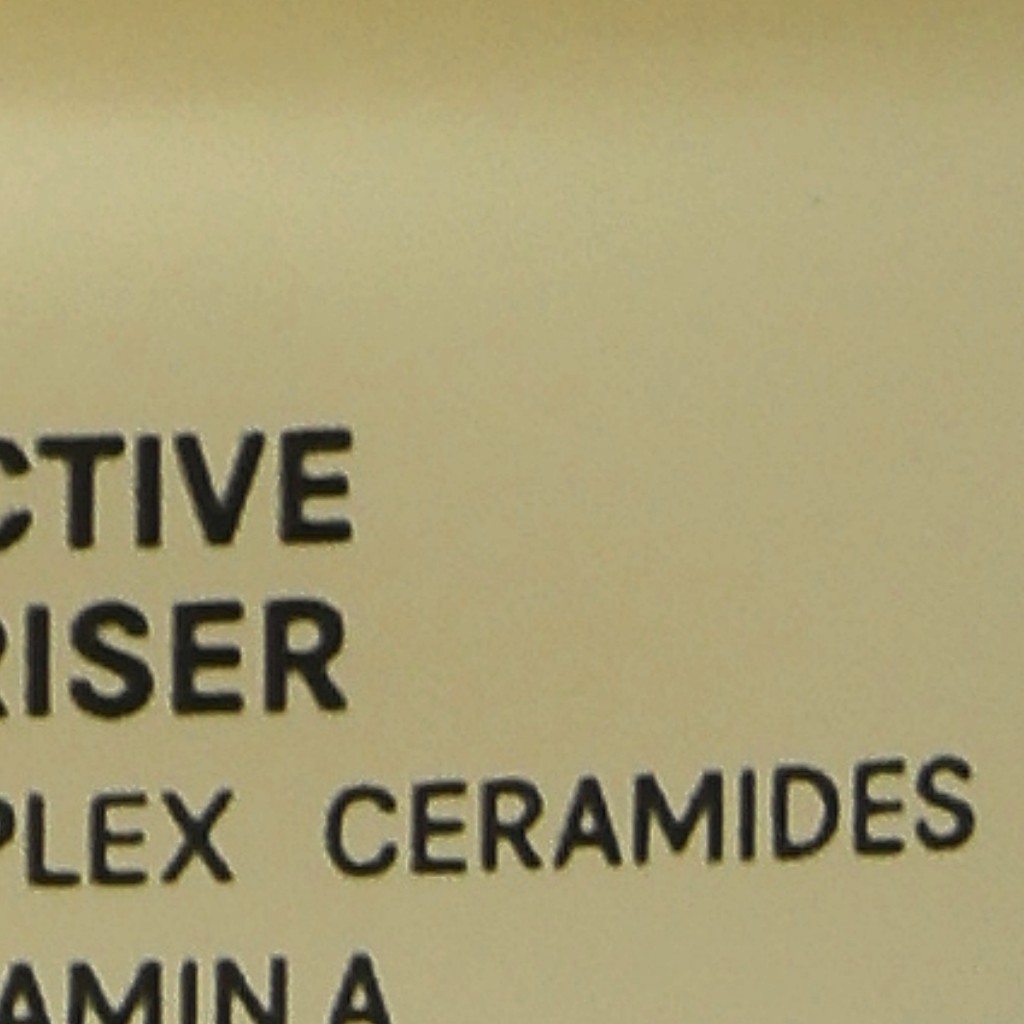 CTIVE
RISER
PLEX CERAMIDES
AMIN A